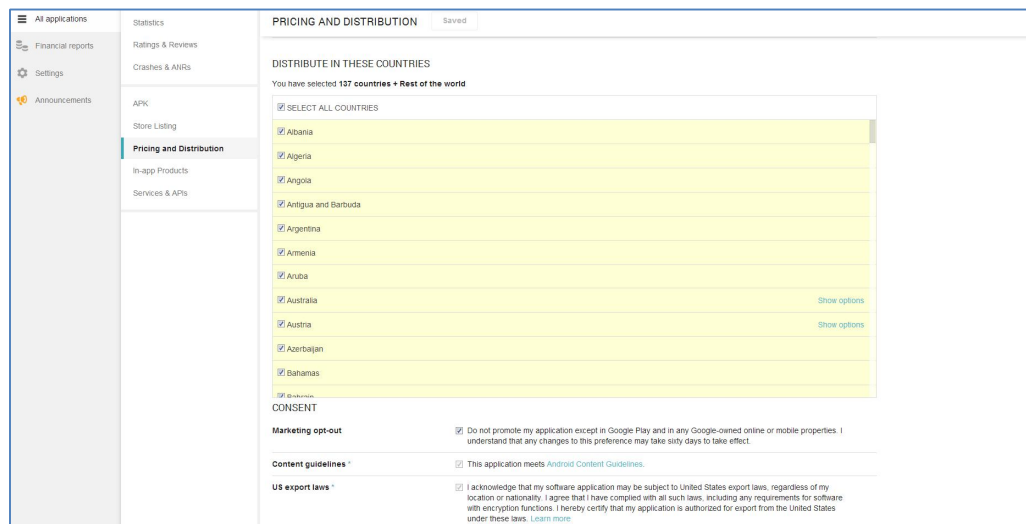 All applications
Financial reports
Settings
Announcements
Statistics
Ratings & Reviews
Crashes & ANRs
APK
Store Listing
Pricing and Distribution
In-app Products
Services & APIs
PRICING AND DISTRIBUTION Saved
DISTRIBUTE IN THESE COUNTRIES
You have selected 137 countries + Rest of the world
SELECT ALL COUNTRIES
Albania
Algeria
Angola
Antigua and Barbuda
Argentina
Armenia
Aruba
Australia Show options
Austria Show options
Azerbaijan
Bahamas
Bahrain
CONSENT
Marketing opt-out Do not promote my application except in Google Play and in any Google-owned online or mobile properties. I
understand that any changes to this preference may take sixty days to take effect.
Content guidelines * This application meets Android Content Guidelines.
US export laws * I acknowledge that my software application may be subject to United States export laws, regardless of my
location or nationality. I agree that I have complied with all such laws, including any requirements for software
with encryption functions. I hereby certify that my application is authorized for export from the United States
under these laws. Learn more